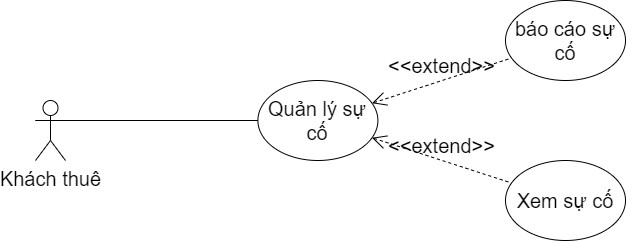 báo cáo sự
cố
<<extend>>
Quản lý sự
cố
<<extend>>
Khách thuê
Xem sự cố